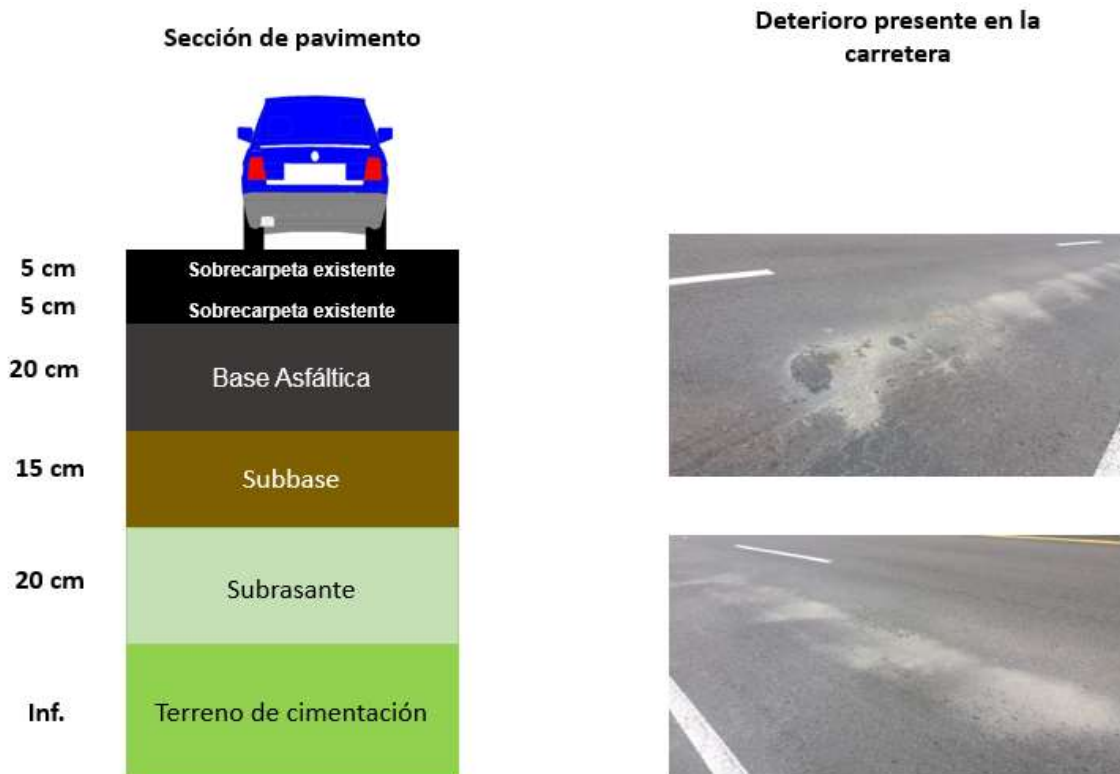 Sección de pavimento
Deterioro presente en la
carretera
5 cm
Sobrecarpeta existente
5 cm
Sobrecarpeta existente
20 cm
Base Asfáltica
15 cm
Subbase
20 cm
Subrasante
Inf.
Terreno de cimentación